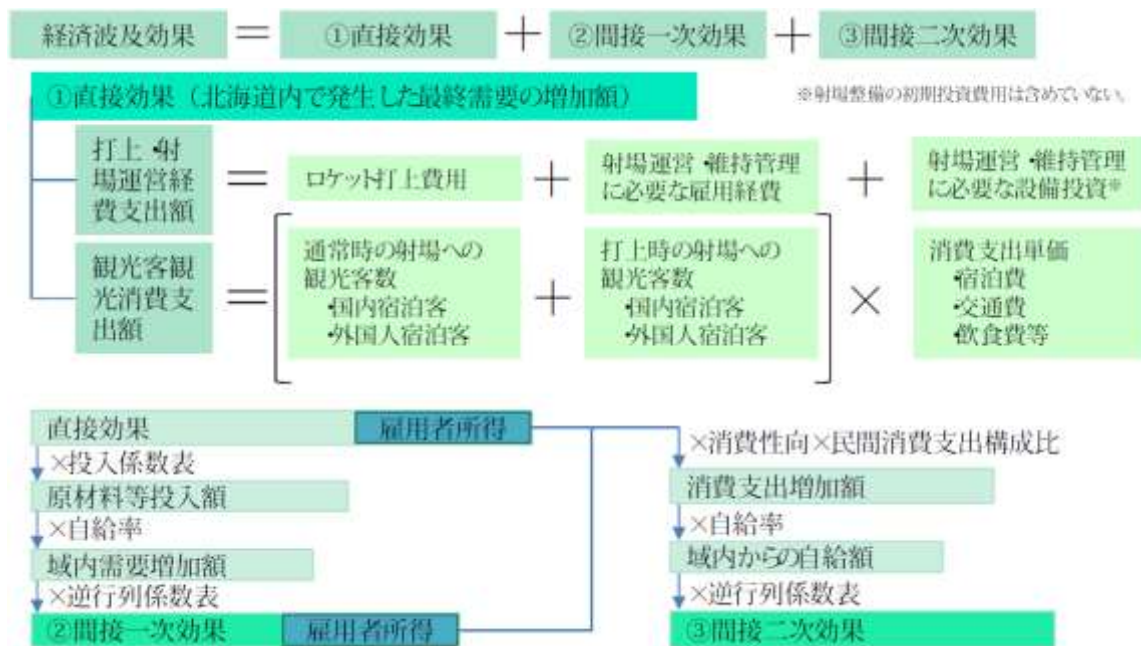 経済波及効果 = ①直接効果 + ②間接一次効果 + ③間接二次効果
①直接効果（北海道内で発生した最終需要の増加額）
※射場整備の初期投資費用は含めていない。
打上・射
場運営経
費支出額
=
ロケット打上費用
+
射場運営・維持管理
に必要な雇用経費
+
射場運営・維持管理
に必要な設備投資※
観光客観
光消費支
出額
=
通常時の射場への
観光客数
・国内宿泊客
・外国人宿泊客
+
打上時の射場への
観光客数
・国内宿泊客
・外国人宿泊客
×
消費支出単価
・宿泊費
・交通費
・飲食費等
直接効果 雇用者所得
×投入係数表
原材料等投入額
×自給率
域内需要増加額
×逆行列係数表
②間接一次効果 雇用者所得
×消費性向×民間消費支出構成比
消費支出増加額
×自給率
域内からの自給額
×逆行列係数表
③間接二次効果